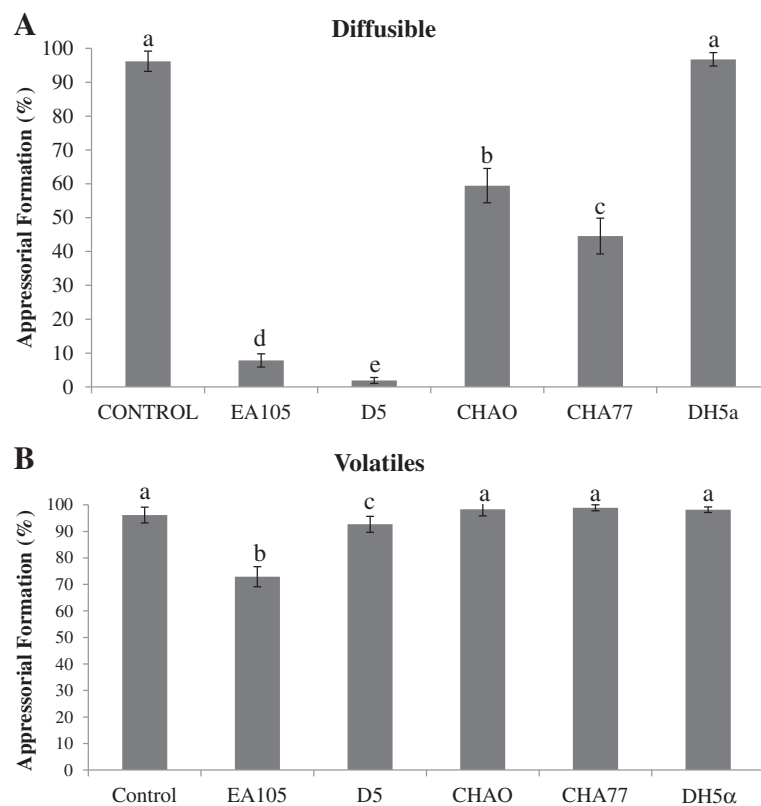 A
Diffusible
Appressorial Formation (%)
100
90
80
70
60
50
40
30
20
10
0
a
d
e
b
c
a
CONTROL EA105 D5 CHAO CHA77 DH5a
B
Volatiles
Appressorial Formation (%)
100
90
80
70
60
50
40
30
20
10
0
a
b
c
a
a
a
Control EA105 D5 CHAO CHA77 DH5α